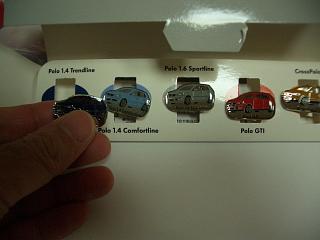 Polo 1.4 Trendline
Polo 1.6 Sportline
CrossPolo
Polo 1.4 Comfortline
Polo GTI